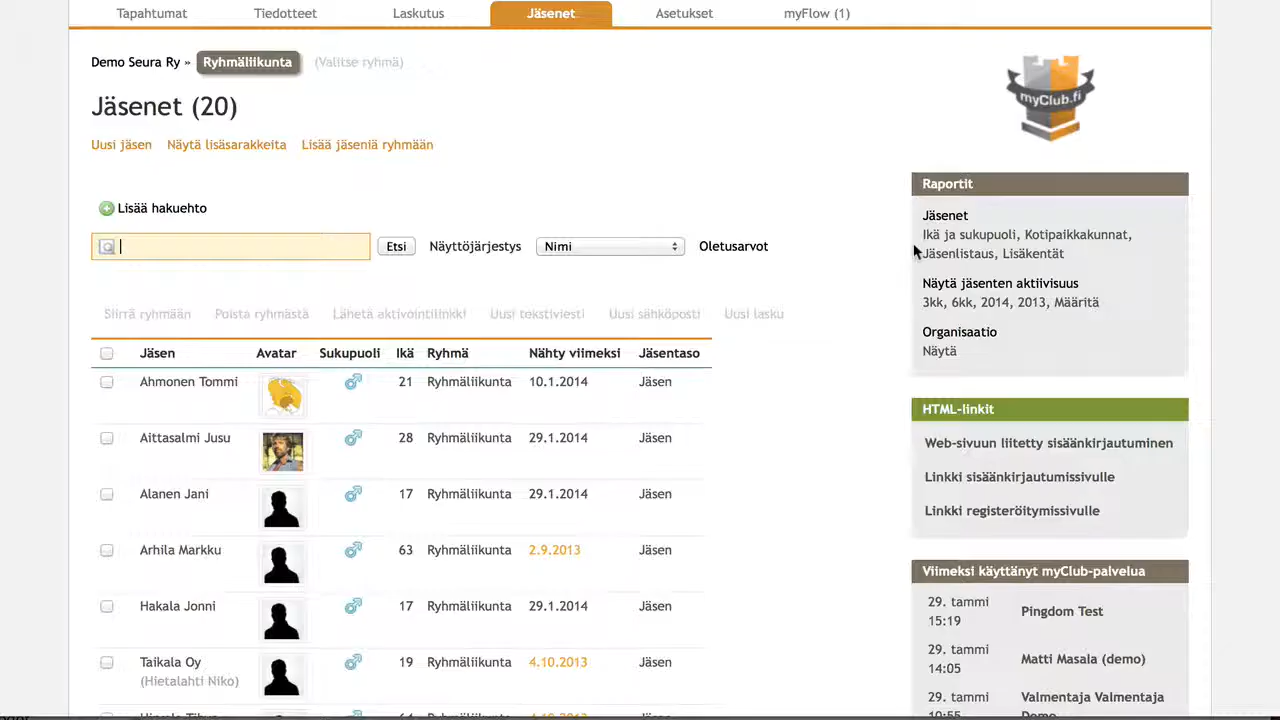 Tapahtumat Tiedotteet Laskutus Jäsenet Asetukset myFlow (1)
Demo Seura Ry » Ryhmäliikunta (Valitse ryhmä)
myClub.fi
Jäsenet (20)
Uusi jäsen Näytä lisäsarakkeita Lisää jäseniä ryhmään
Lisää hakuehto
Etsi Näyttöjärjestys Nimi Oletusarvot
Siirrä ryhmään Poista ryhmästä Lähetä aktivointilinkki Uusi tekstiviesti Uusi sähköposti Uusi lasku
Jäsen Avatar Sukupuoli Ikä Ryhmä Nähty viimeksi Jäsentaso
Ahmonen Tommi 21 Ryhmäliikunta 10.1.2014 Jäsen
Aittasalmi Jusu 28 Ryhmäliikunta 29.1.2014 Jäsen
Alanen Jani 17 Ryhmäliikunta 29.1.2014 Jäsen
Arhila Markku 63 Ryhmäliikunta 2.9.2013 Jäsen
Hakala Jonni 17 Ryhmäliikunta 29.1.2014 Jäsen
Taikala Oy 19 Ryhmäliikunta 4.10.2013 Jäsen
(Hietalahti Niko)
Raportit
Jäsenet
Ikä ja sukupuoli, Kotipaikkakunnat,
Jäsenlistaus, Lisäkentät
Näytä jäsenten aktiivisuus
3kk, 6kk, 2014, 2013, Määritä
Organisaatio
Näytä
HTML-linkit
Web-sivuun liitetty sisäänkirjautuminen
Linkki sisäänkirjautumissivulle
Linkki registeröitymissivulle
Viimeksi käyttänyt myClub-palvelua
29. tammi
15:19 Pingdom Test
29. tammi
14:05 Matti Masala (demo)
29. tammi Valmentaja Valmentaja
10:55 Demo